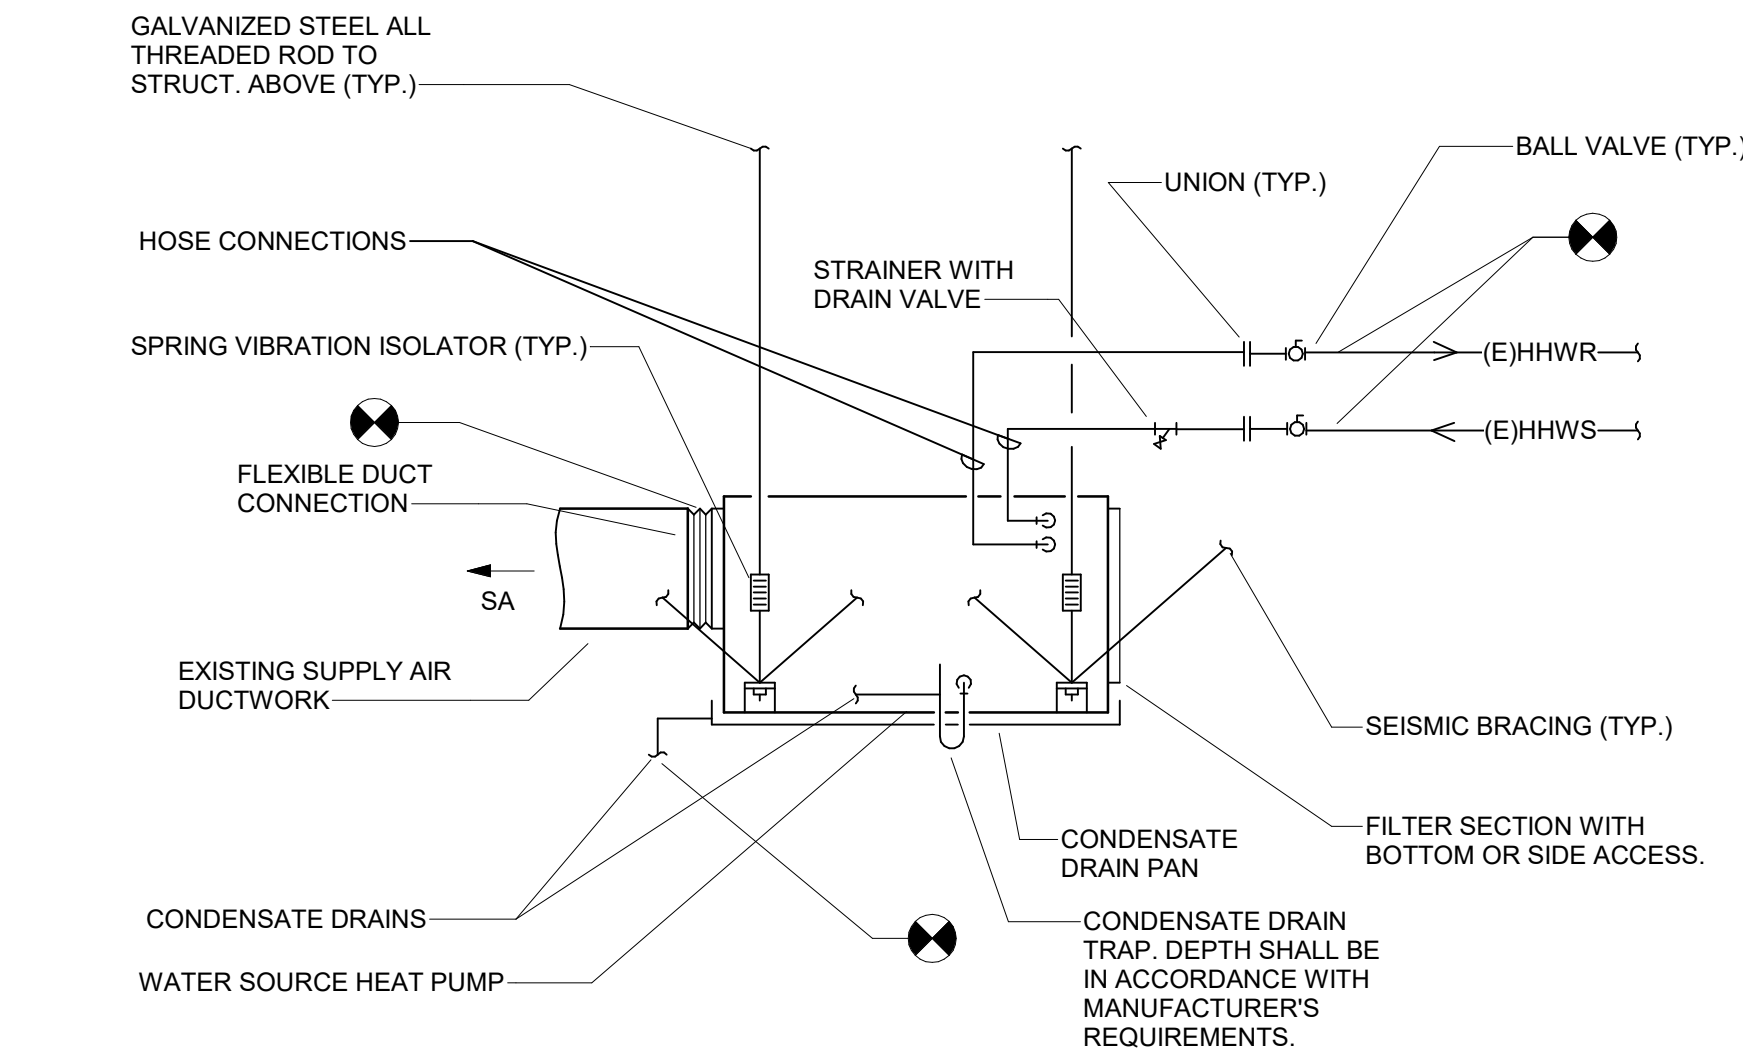 GALVANIZED STEEL ALL
THREADED ROD TO
STRUCT. ABOVE (TYP.)
BALL VALVE (TYP.)
UNION (TYP.)
HOSE CONNECTIONS
STRAINER WITH
DRAIN VALVE
SPRING VIBRATION ISOLATOR (TYP.)
(E)HHWR
(E)HHWS
FLEXIBLE DUCT
CONNECTION
SA
EXISTING SUPPLY AIR
DUCTWORK
SEISMIC BRACING (TYP.)
FILTER SECTION WITH
BOTTOM OR SIDE ACCESS.
CONDENSATE
DRAIN PAN
CONDENSATE DRAINS
CONDENSATE DRAIN
TRAP. DEPTH SHALL BE
IN ACCORDANCE WITH
MANUFACTURER'S
REQUIREMENTS.
WATER SOURCE HEAT PUMP